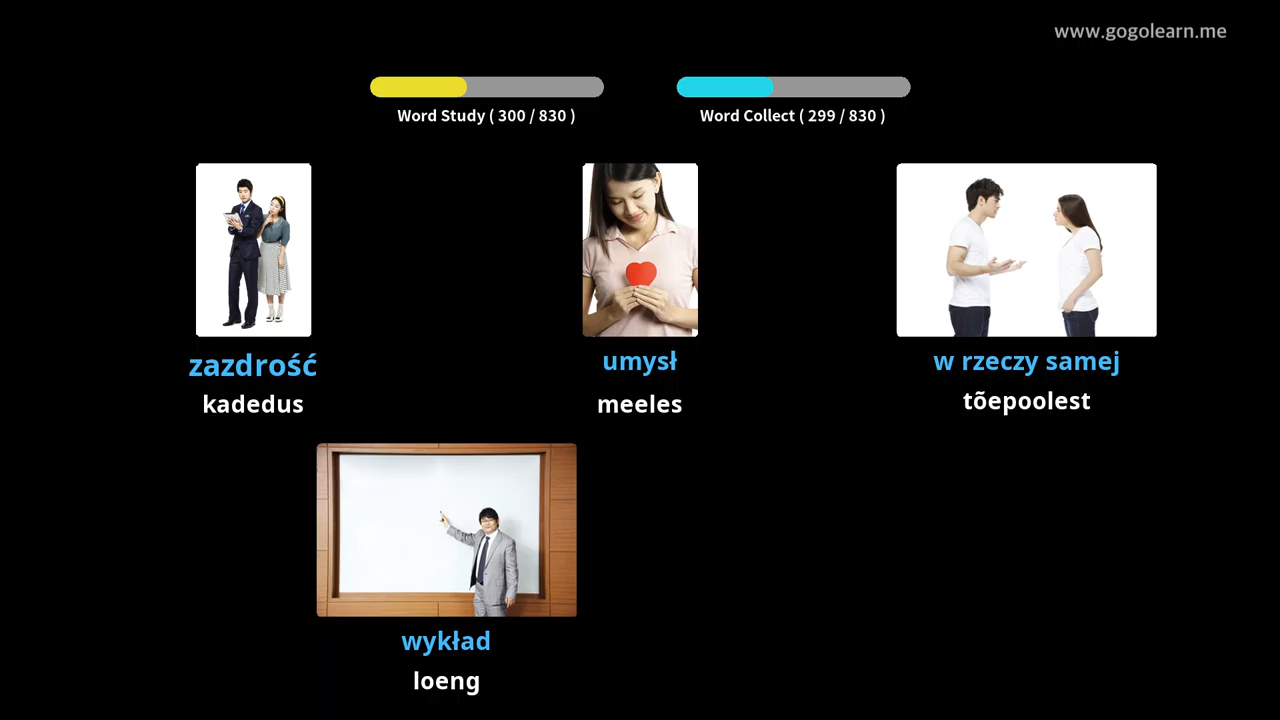 www.gogolearn.me
Word Study ( 300 / 830 )
Word Collect ( 299 / 830 )
zazdrość
kadedus
umysł
meeles
w rzeczy samej
tõepoolest
wykład
loeng